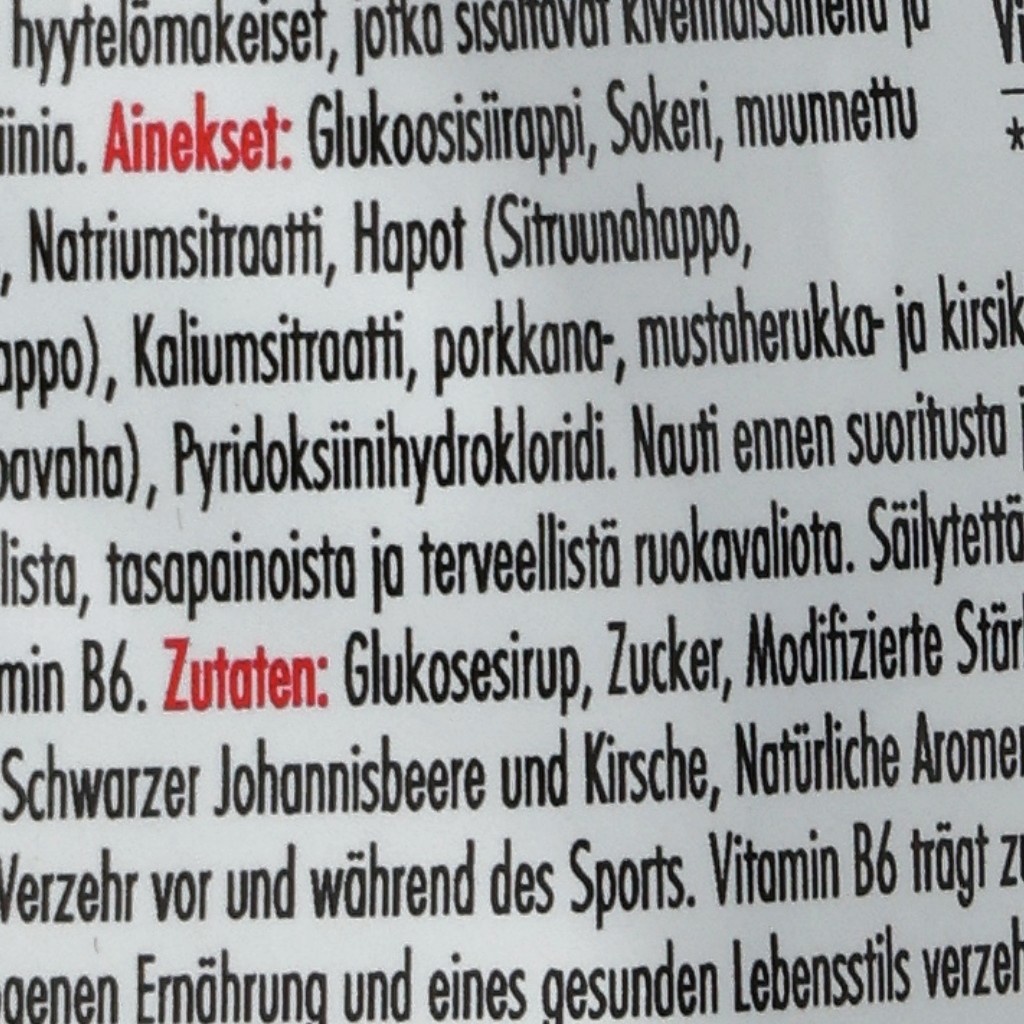 hyytelömakeiset, jotka sisältävät kivennäisaineita ja
iinia. Ainekset: Glukoosisiirappi, Sokeri, muunnettu
*
, Natriumsitraatti, Hapot (Sitruunahappo,
appo), Kaliumsitraatti, porkkana-, mustaherukka- ja kirsik
avaha), Pyridoksiinihydrokloridi. Nauti ennen suoritusta
lista, tasapainoista ja terveellistä ruokavaliota. Säilytettä
min B6. Zutaten: Glukosesirup, Zucker, Modifizierte Stär
Schwarzer Johannisbeere und Kirsche, Natürliche Aromen
Verzehr vor und während des Sports. Vitamin B6 trägt zu
genen Ernährung und eines gesunden Lebensstils verzeh